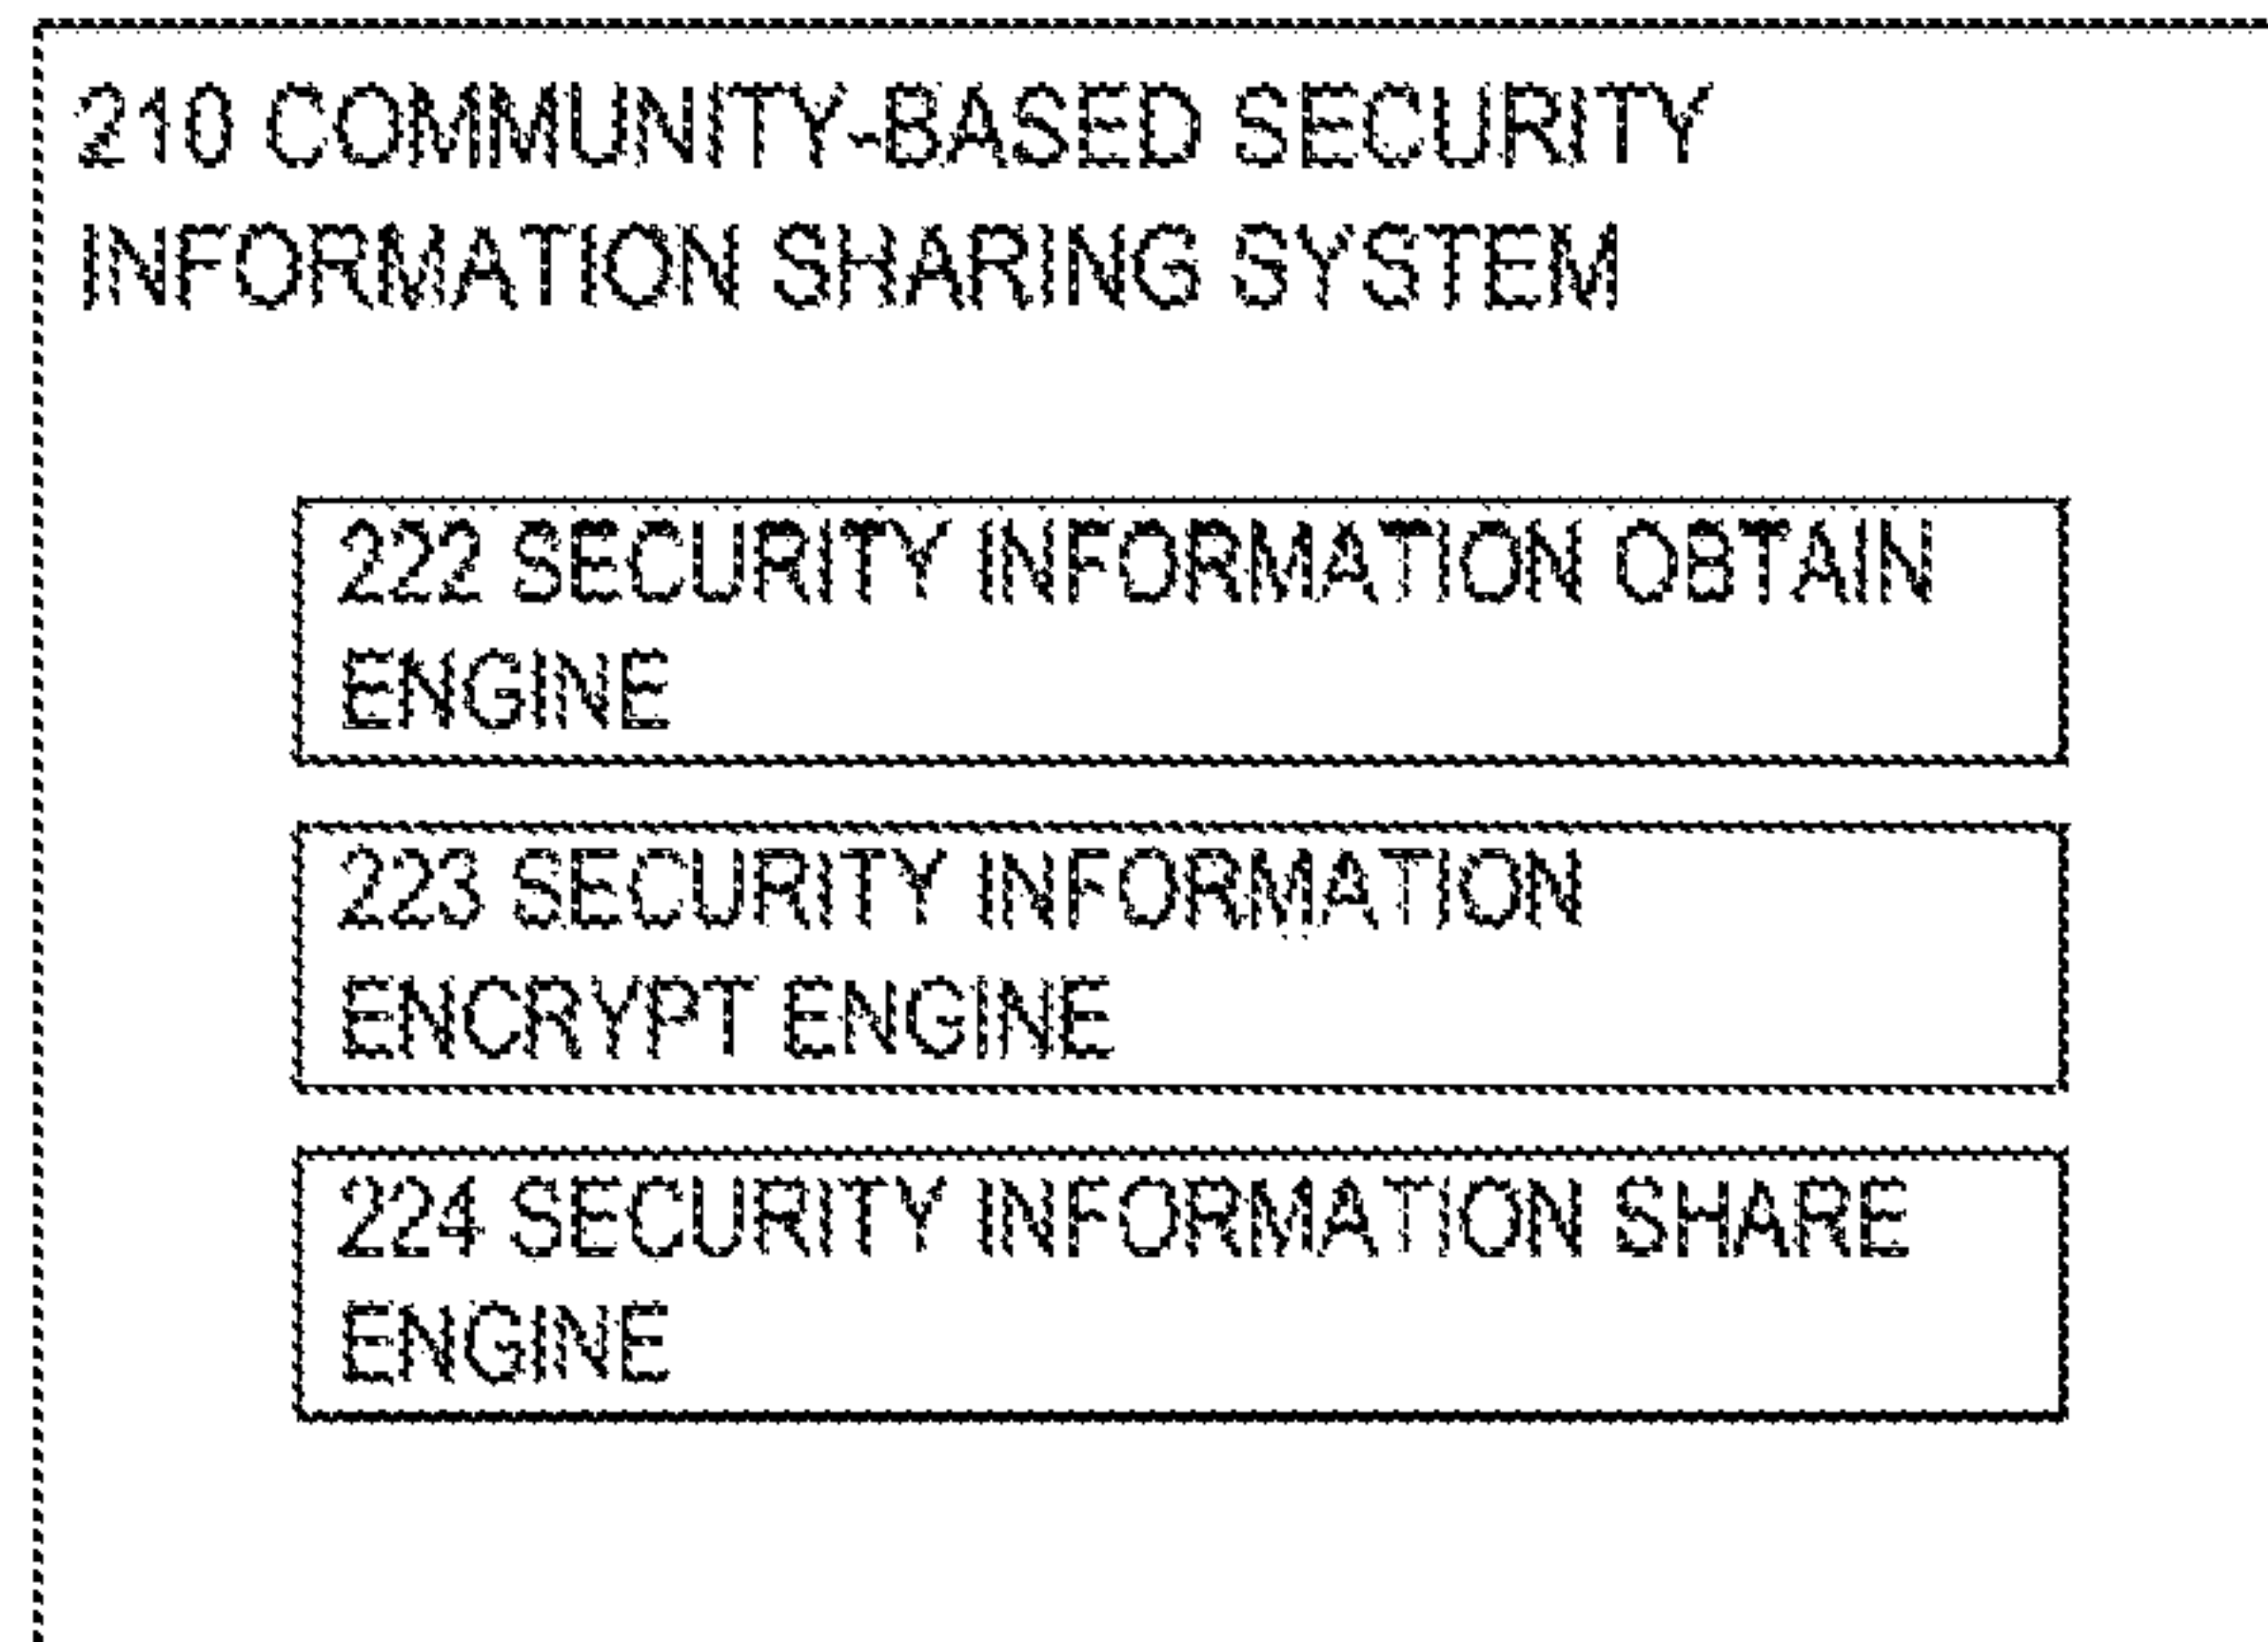 210 COMMUNITY-BASED SECURITY
INFORMATION SHARING SYSTEM
222 SECURITY INFORMATION OBTAIN
ENGINE
223 SECURITY INFORMATION
ENCRYPT ENGINE
224 SECURITY INFORMATION SHARE
ENGINE